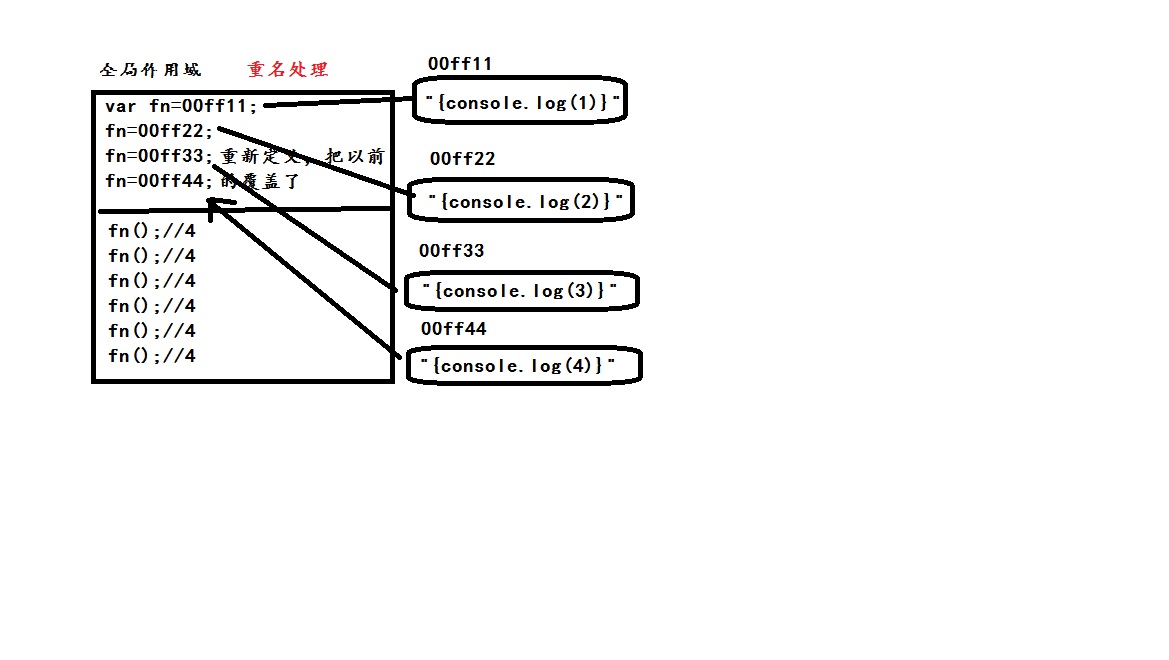 全局作用域 重名处理
var fn=00ff11;
fn=00ff22;
fn=00ff33; 重新定义，把以前
fn=00ff44; 的覆盖了
fn();//4
fn();//4
fn();//4
fn();//4
fn();//4
fn();//4
00ff11
"{console.log(1)}"
00ff22
"{console.log(2)}"
00ff33
"{console.log(3)}"
00ff44
"{console.log(4)}"